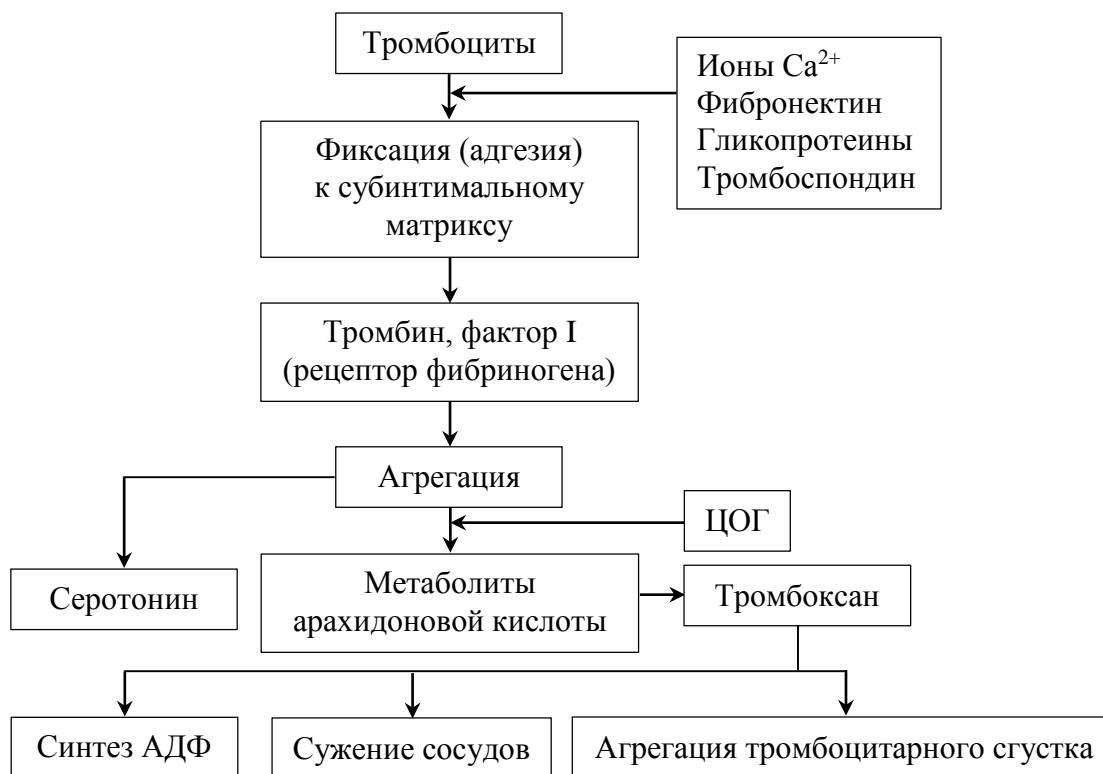 Тромбоциты
Ионы Ca²⁺
Фибронектин
Гликопротеины
Тромбоспондин
Фиксация (адгезия)
к субинтимальному
матриксу
Тромбин, фактор I
(рецептор фибриногена)
Агрегация
ЦОГ
Серотонин
Метаболиты
арахидоновой кислоты
Тромбоксан
Синтез АДФ
Сужение сосудов
Агрегация тромбоцитарного сгустка